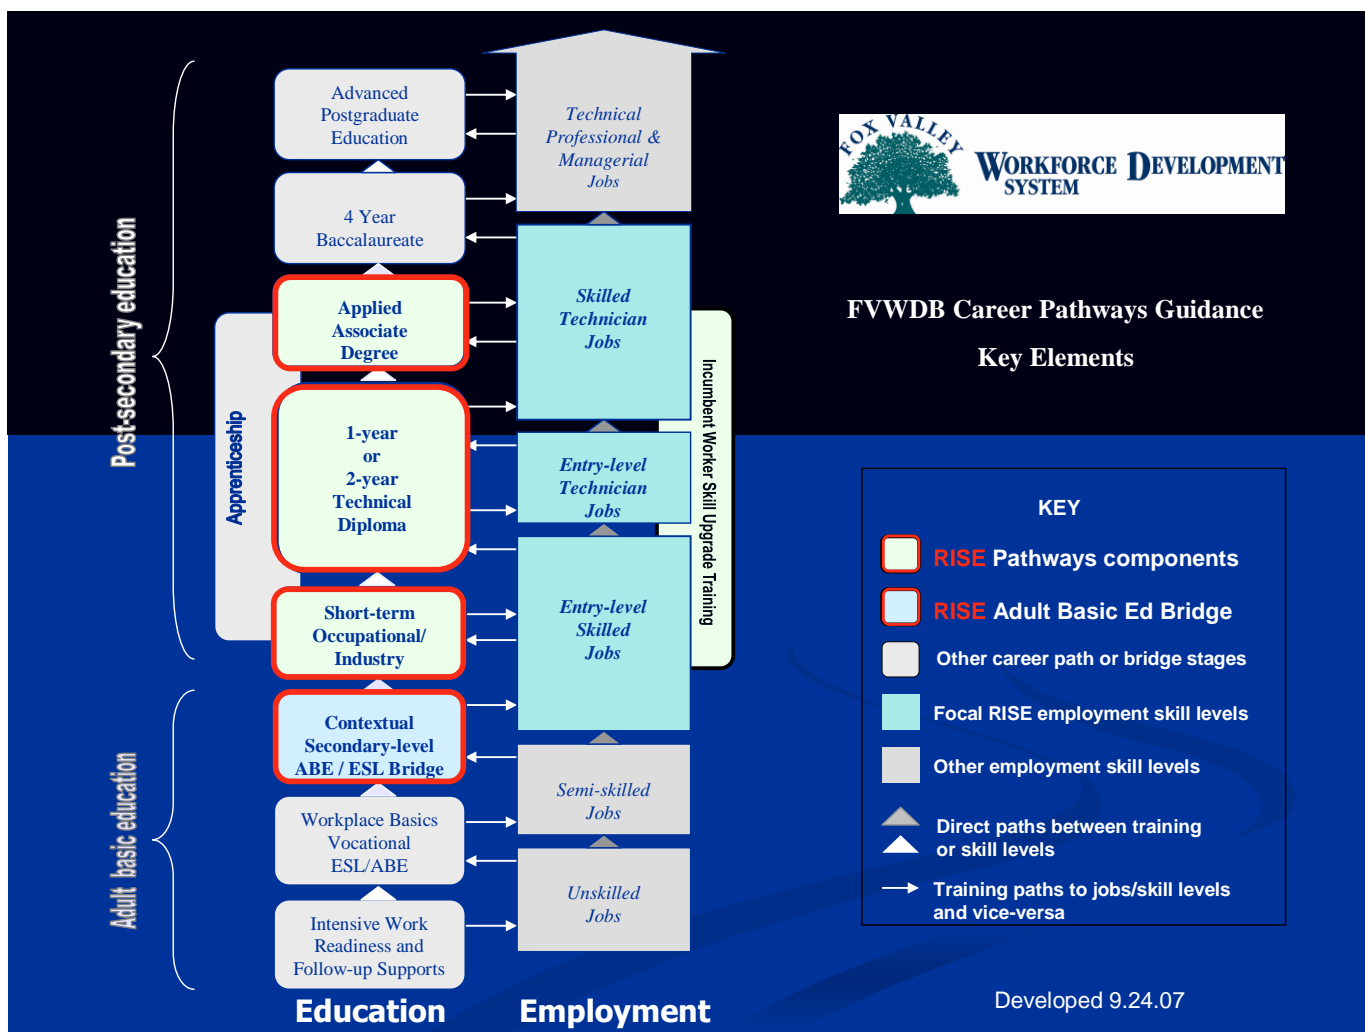 Post-secondary education
Adult basic education
Apprenticeship
Advanced
Postgraduate
Education
4 Year
Baccalaureate
Applied
Associate
Degree
1-year
or
2-year
Technical
Diploma
Short-term
Occupational/
Industry
Contextual
Secondary-level
ABE / ESL Bridge
Workplace Basics
Vocational
ESL/ABE
Intensive Work
Readiness and
Follow-up Supports
Education
Technical
Professional &
Managerial
Jobs
Skilled
Technician
Jobs
Entry-level
Technician
Jobs
Entry-level
Skilled
Jobs
Semi-skilled
Jobs
Unskilled
Jobs
Employment
Incumbent Worker Skill Upgrade Training
FOX VALLEY
WORKFORCE DEVELOPMENT
SYSTEM
FVWDB Career Pathways Guidance
Key Elements
KEY
RISE Pathways components
RISE Adult Basic Ed Bridge
Other career path or bridge stages
Focal RISE employment skill levels
Other employment skill levels
Direct paths between training
or skill levels
Training paths to jobs/skill levels
and vice-versa
Developed 9.24.07